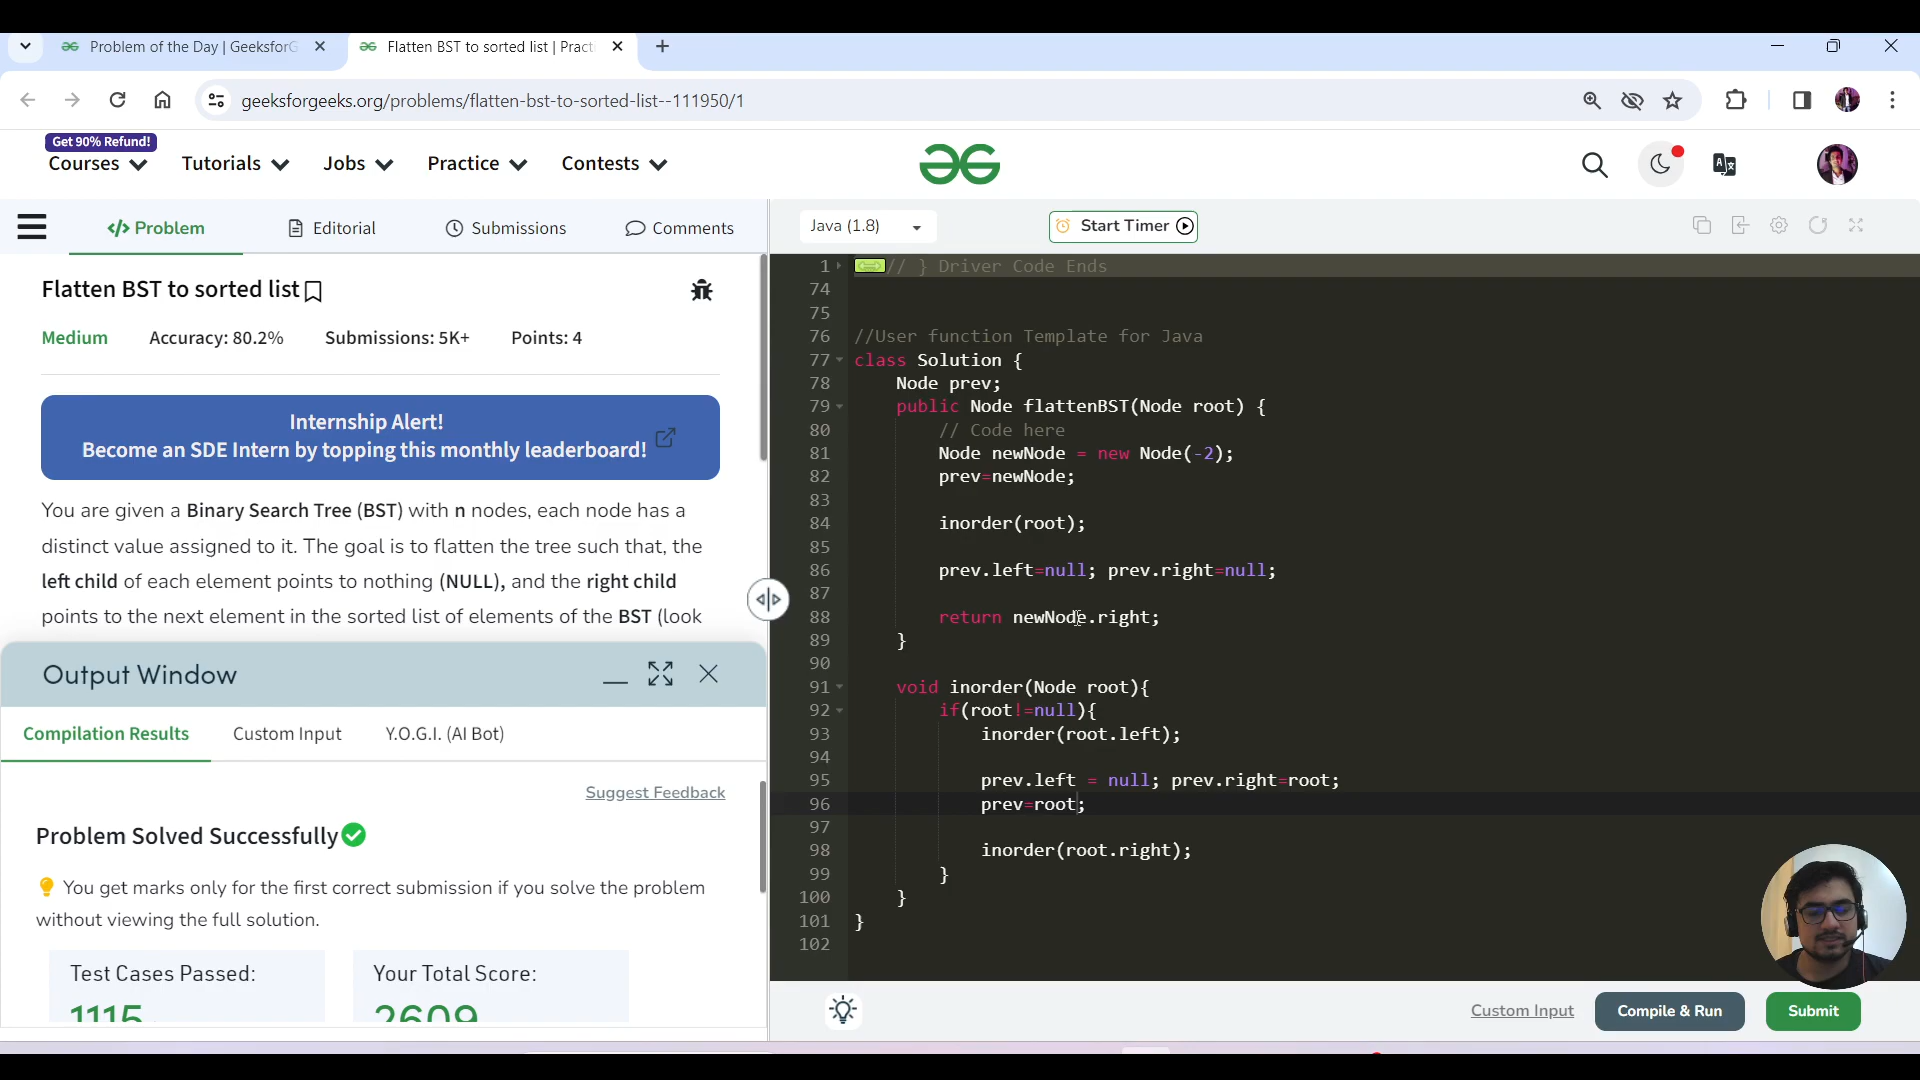 Problem of the Day | GeeksforG
Flatten BST to sorted list | Pract
geeksforgeeks.org/problems/flatten-bst-to-sorted-list--111950/1
Get 90% Refund!
Courses
Tutorials
Jobs
Practice
Contests
</> Problem
Editorial
Submissions
Comments
Java (1.8)
Start Timer
Flatten BST to sorted list
Medium
Accuracy: 80.2%
Submissions: 5K+
Points: 4
Internship Alert!
Become an SDE Intern by topping this monthly leaderboard!
You are given a Binary Search Tree (BST) with n nodes, each node has a
distinct value assigned to it. The goal is to flatten the tree such that, the
left child of each element points to nothing (NULL), and the right child
points to the next element in the sorted list of elements of the BST (look
Output Window
Compilation Results
Custom Input
Y.O.G.I. (AI Bot)
Suggest Feedback
Problem Solved Successfully
You get marks only for the first correct submission if you solve the problem
without viewing the full solution.
Test Cases Passed:
1115
Your Total Score:
2609
1 // } Driver Code Ends
74
75
76 //User function Template for Java
77 class Solution {
78 Node prev;
79 public Node flattenBST(Node root) {
80 // Code here
81 Node newNode = new Node(-2);
82 prev=newNode;
83
84 inorder(root);
85
86 prev.left=null; prev.right=null;
87
88 return newNode.right;
89 }
90
91 void inorder(Node root){
92 if(root!=null){
93 inorder(root.left);
94
95 prev.left = null; prev.right=root;
96 prev=root;
97
98 inorder(root.right);
99 }
100 }
101 }
102
Custom Input
Compile & Run
Submit